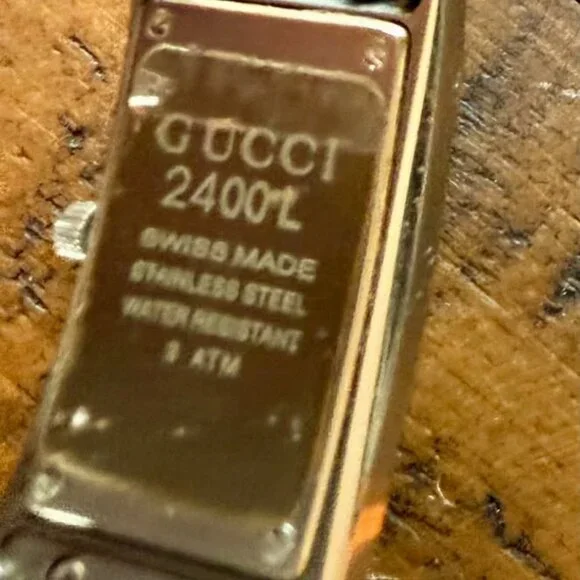 GUCCI
2400L
SWISS MADE
STAINLESS STEEL
WATER RESISTANT
ATM